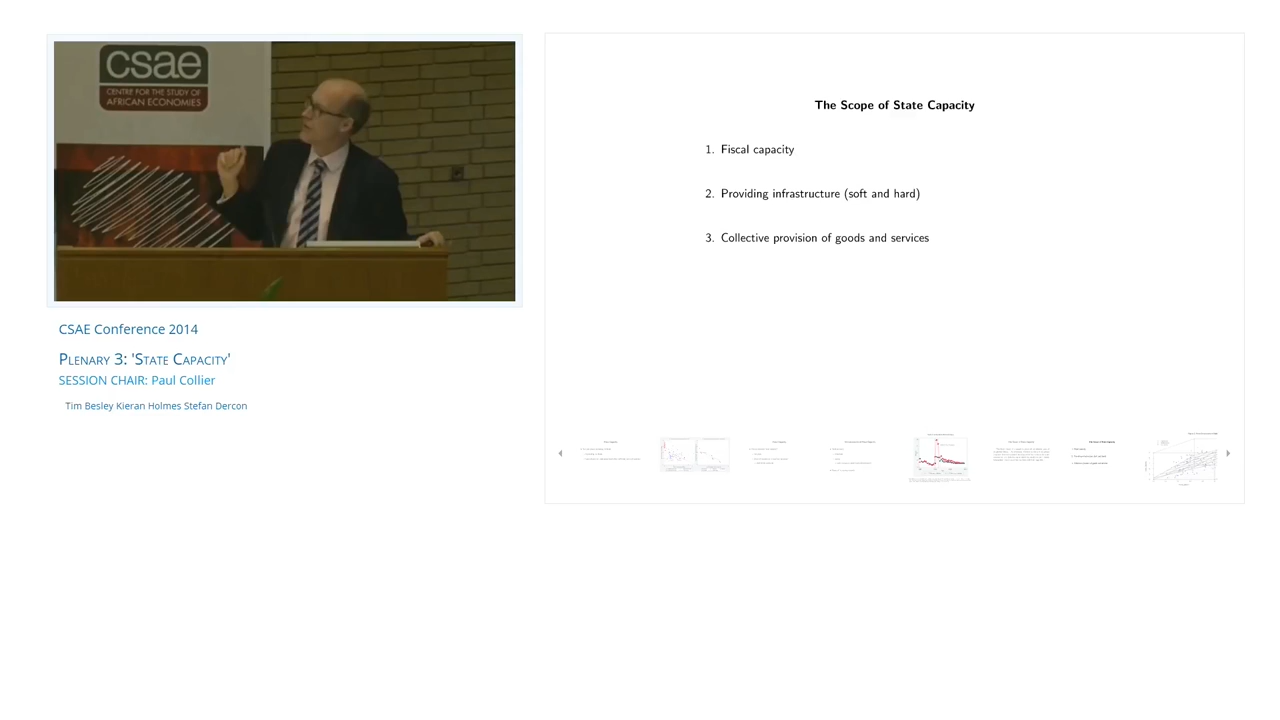 csae
CENTRE FOR THE STUDY OF
AFRICAN ECONOMIES
CSAE Conference 2014
Plenary 3: 'State Capacity'
SESSION CHAIR: Paul Collier
Tim Besley Kieran Holmes Stefan Dercon
The Scope of State Capacity
1. Fiscal capacity
2. Providing infrastructure (soft and hard)
3. Collective provision of goods and services